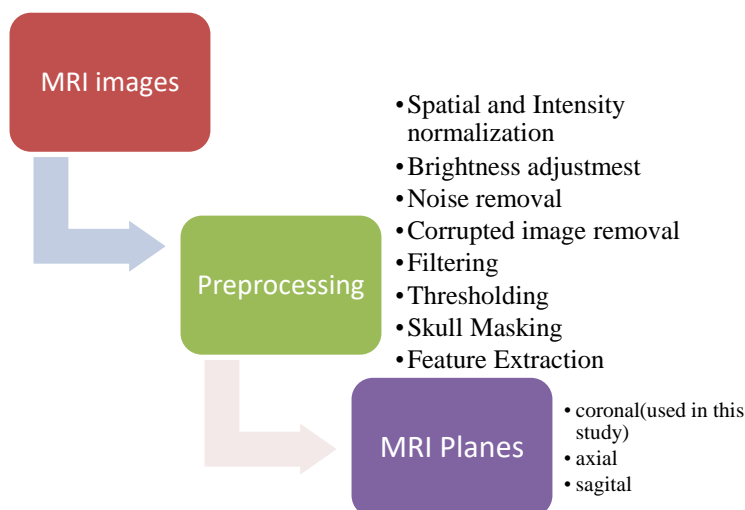 MRI images
•Spatial and Intensity
normalization
•Brightness adjustmest
•Noise removal
•Corrupted image removal
•Filtering
•Thresholding
•Skull Masking
•Feature Extraction
Preprocessing
MRI Planes
• coronal(used in this
study)
• axial
• sagital